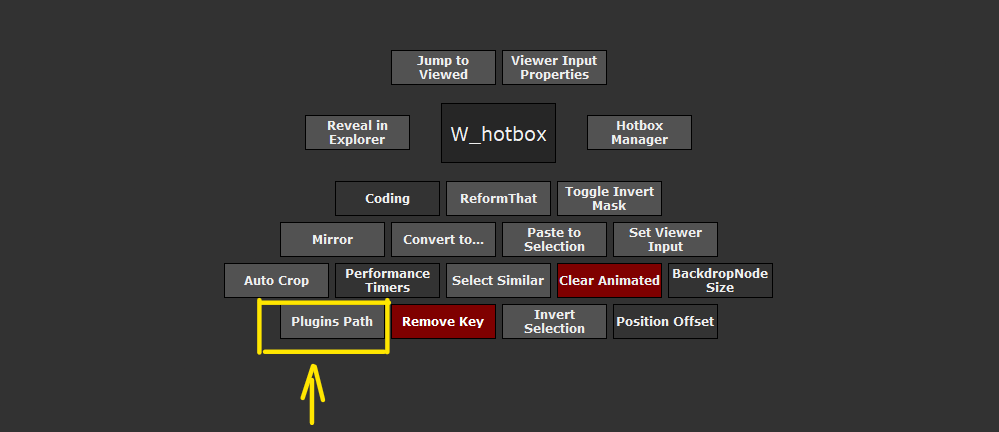 Jump to
Viewed
Viewer Input
Properties
Reveal in
Explorer
W_hotbox
Hotbox
Manager
Coding
ReformThat
Toggle Invert
Mask
Mirror
Convert to...
Paste to
Selection
Set Viewer
Input
Auto Crop
Performance
Timers
Select Similar
Clear Animated
BackdropNode
Size
Plugins Path
Remove Key
Invert
Selection
Position Offset